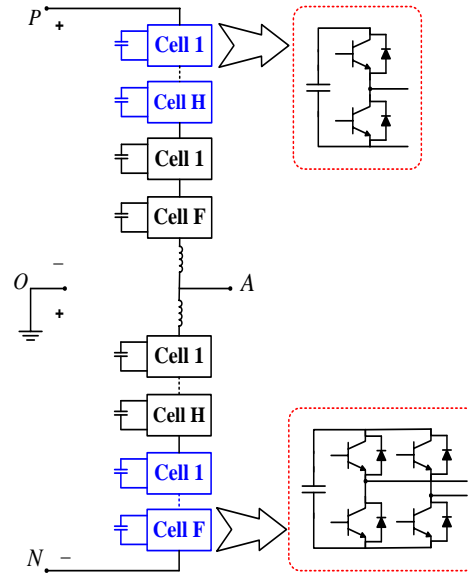 P
+
Cell 1
Cell H
Cell 1
Cell F
O
−
+
A
Cell 1
Cell H
Cell 1
Cell F
N −